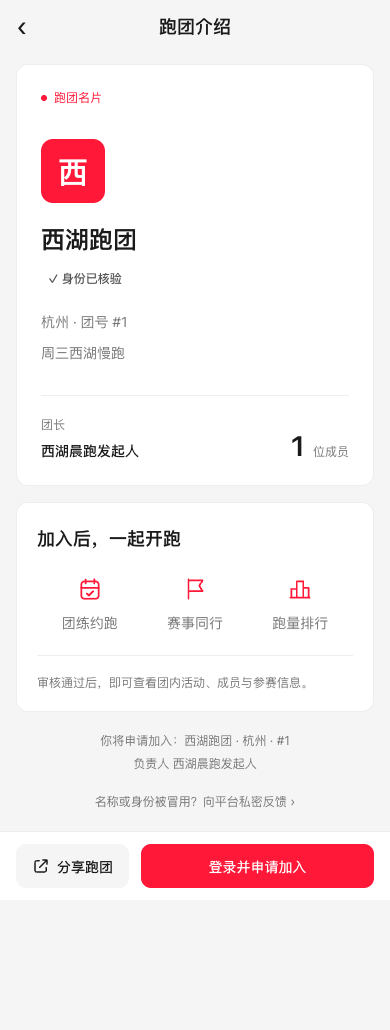 跑团介绍
跑团名片
西
西湖跑团
✓ 身份已核验
杭州 · 团号 #1
周三西湖慢跑
团长
西湖晨跑发起人
1 位成员
加入后，一起开跑
团练约跑 赛事同行 跑量排行
审核通过后，即可查看团内活动、成员与参赛信息。
你将申请加入：西湖跑团 · 杭州 · #1
负责人 西湖晨跑发起人
名称或身份被冒用？向平台私密反馈 ›
分享跑团 登录并申请加入